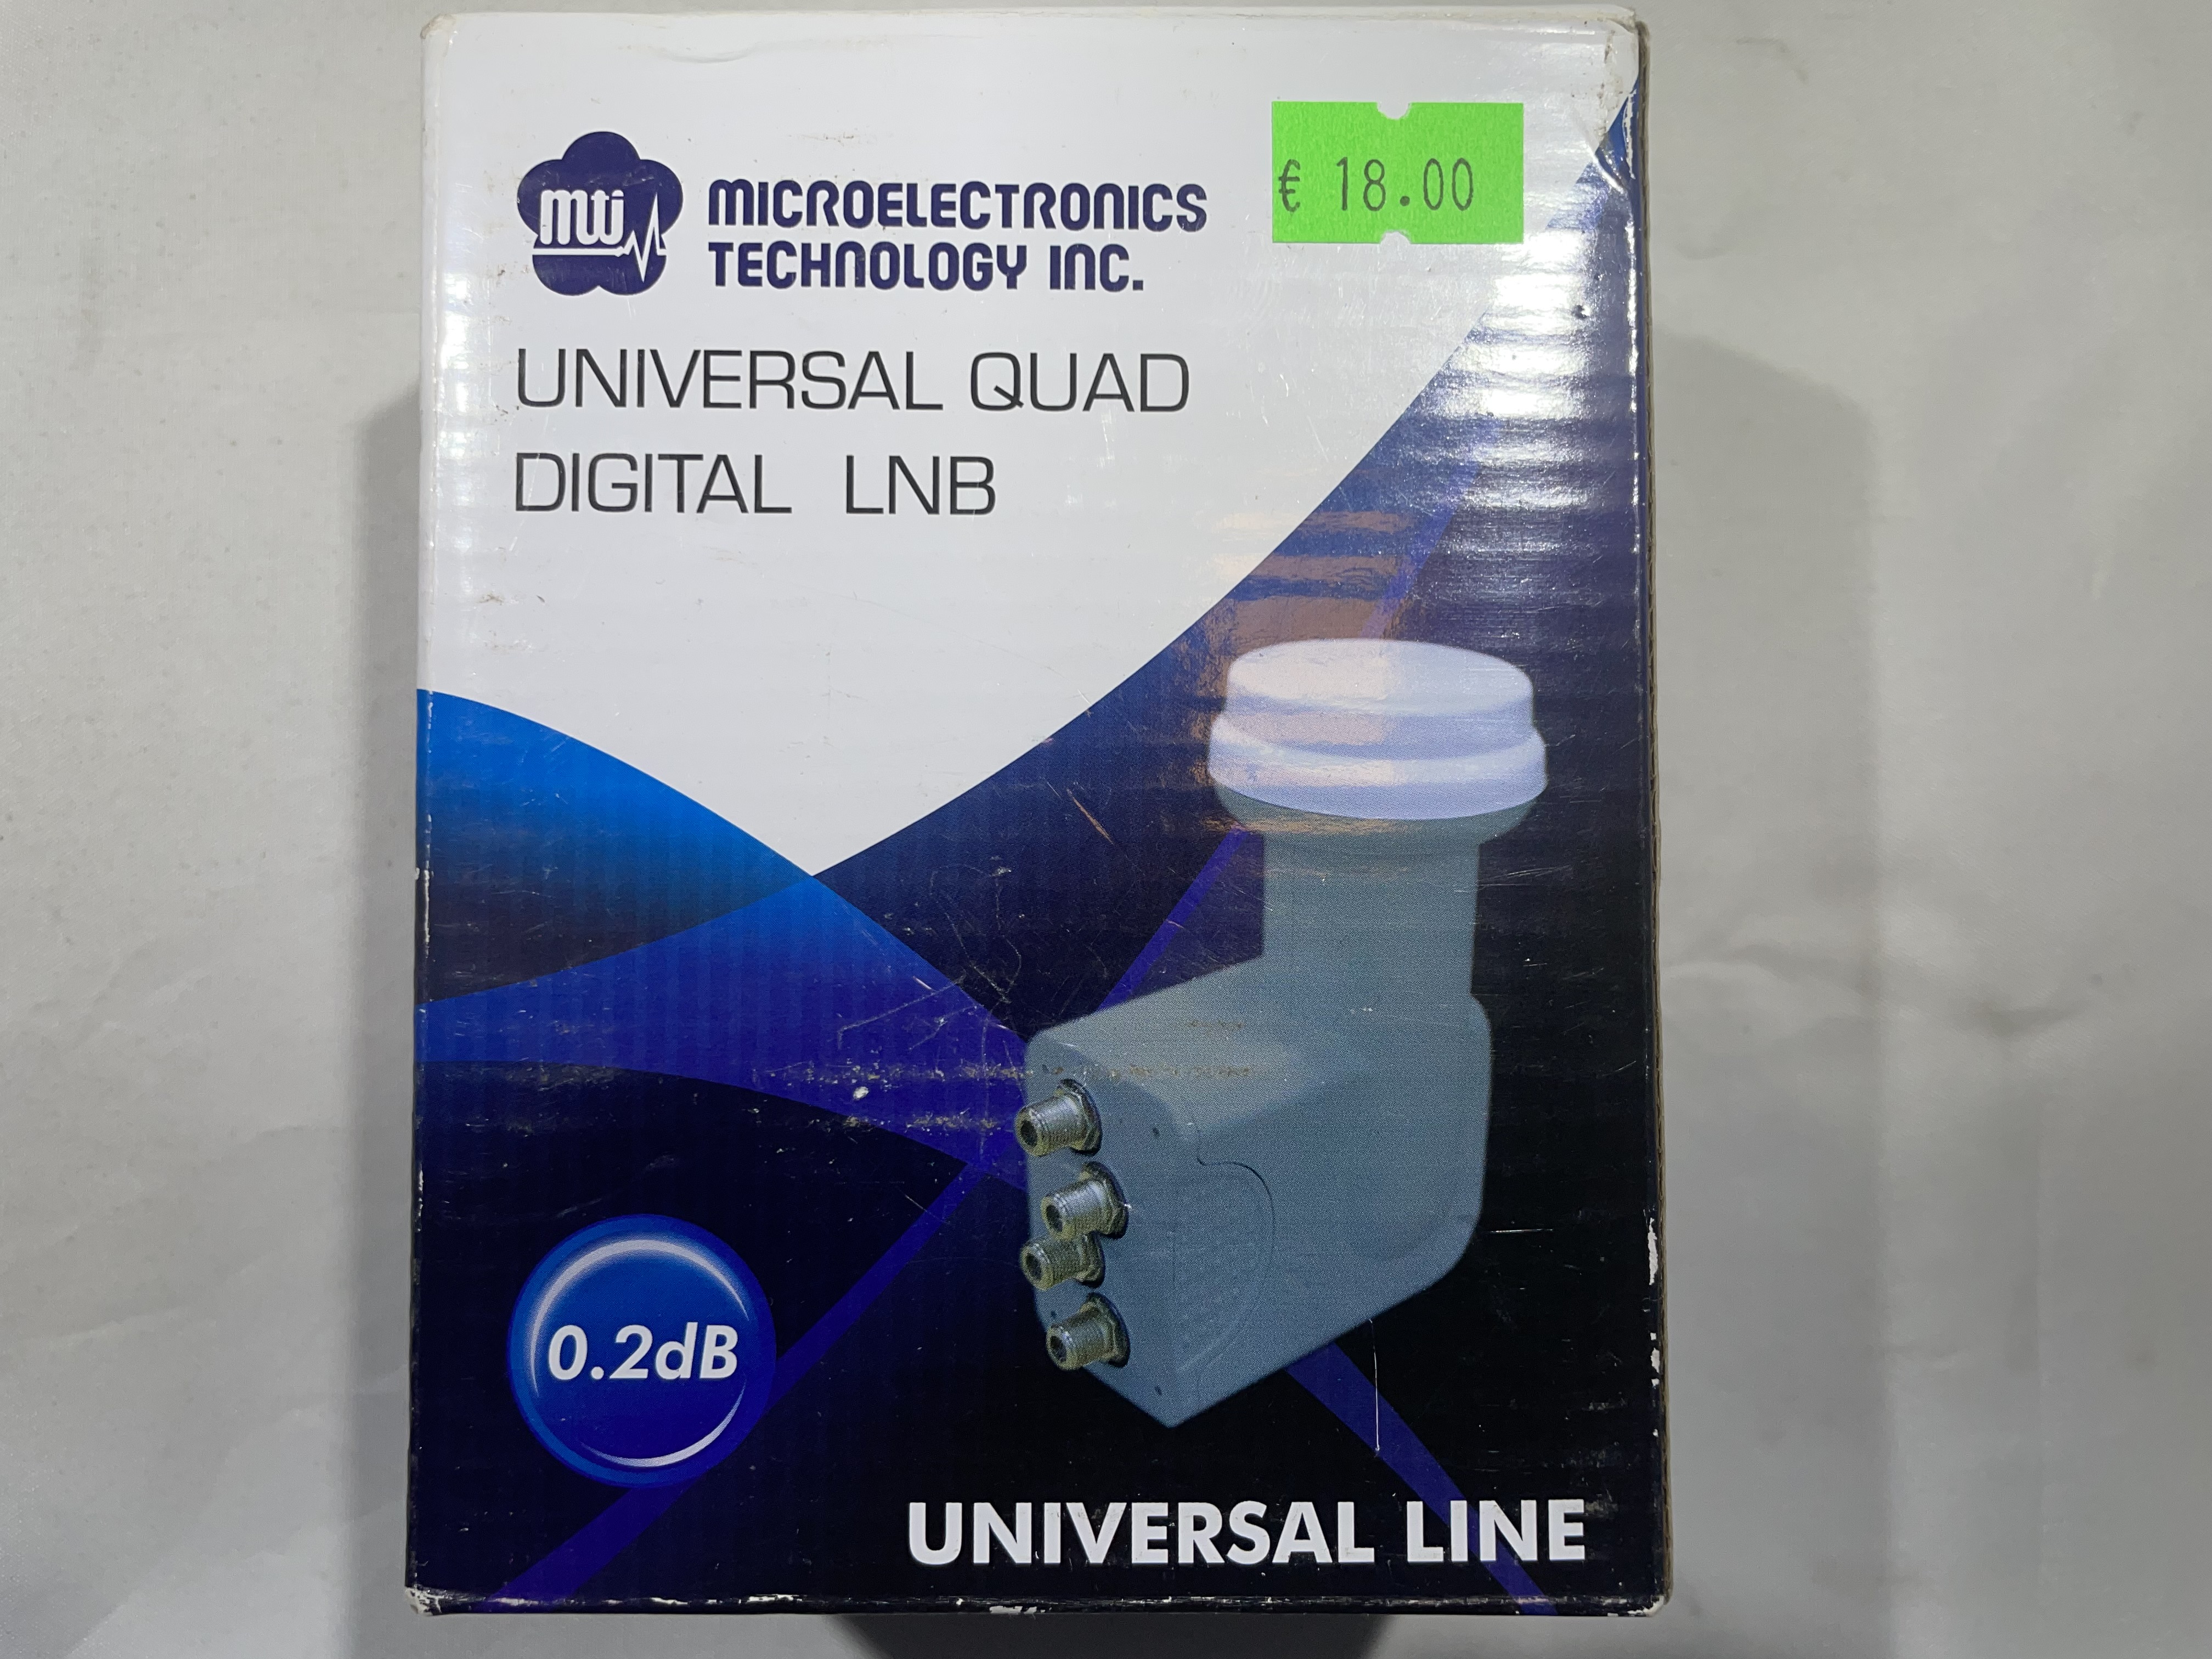 € 18.00
mti
MICROELECTRONICS
TECHNOLOGY INC.
UNIVERSAL QUAD
DIGITAL LNB
0.2dB
UNIVERSAL LINE